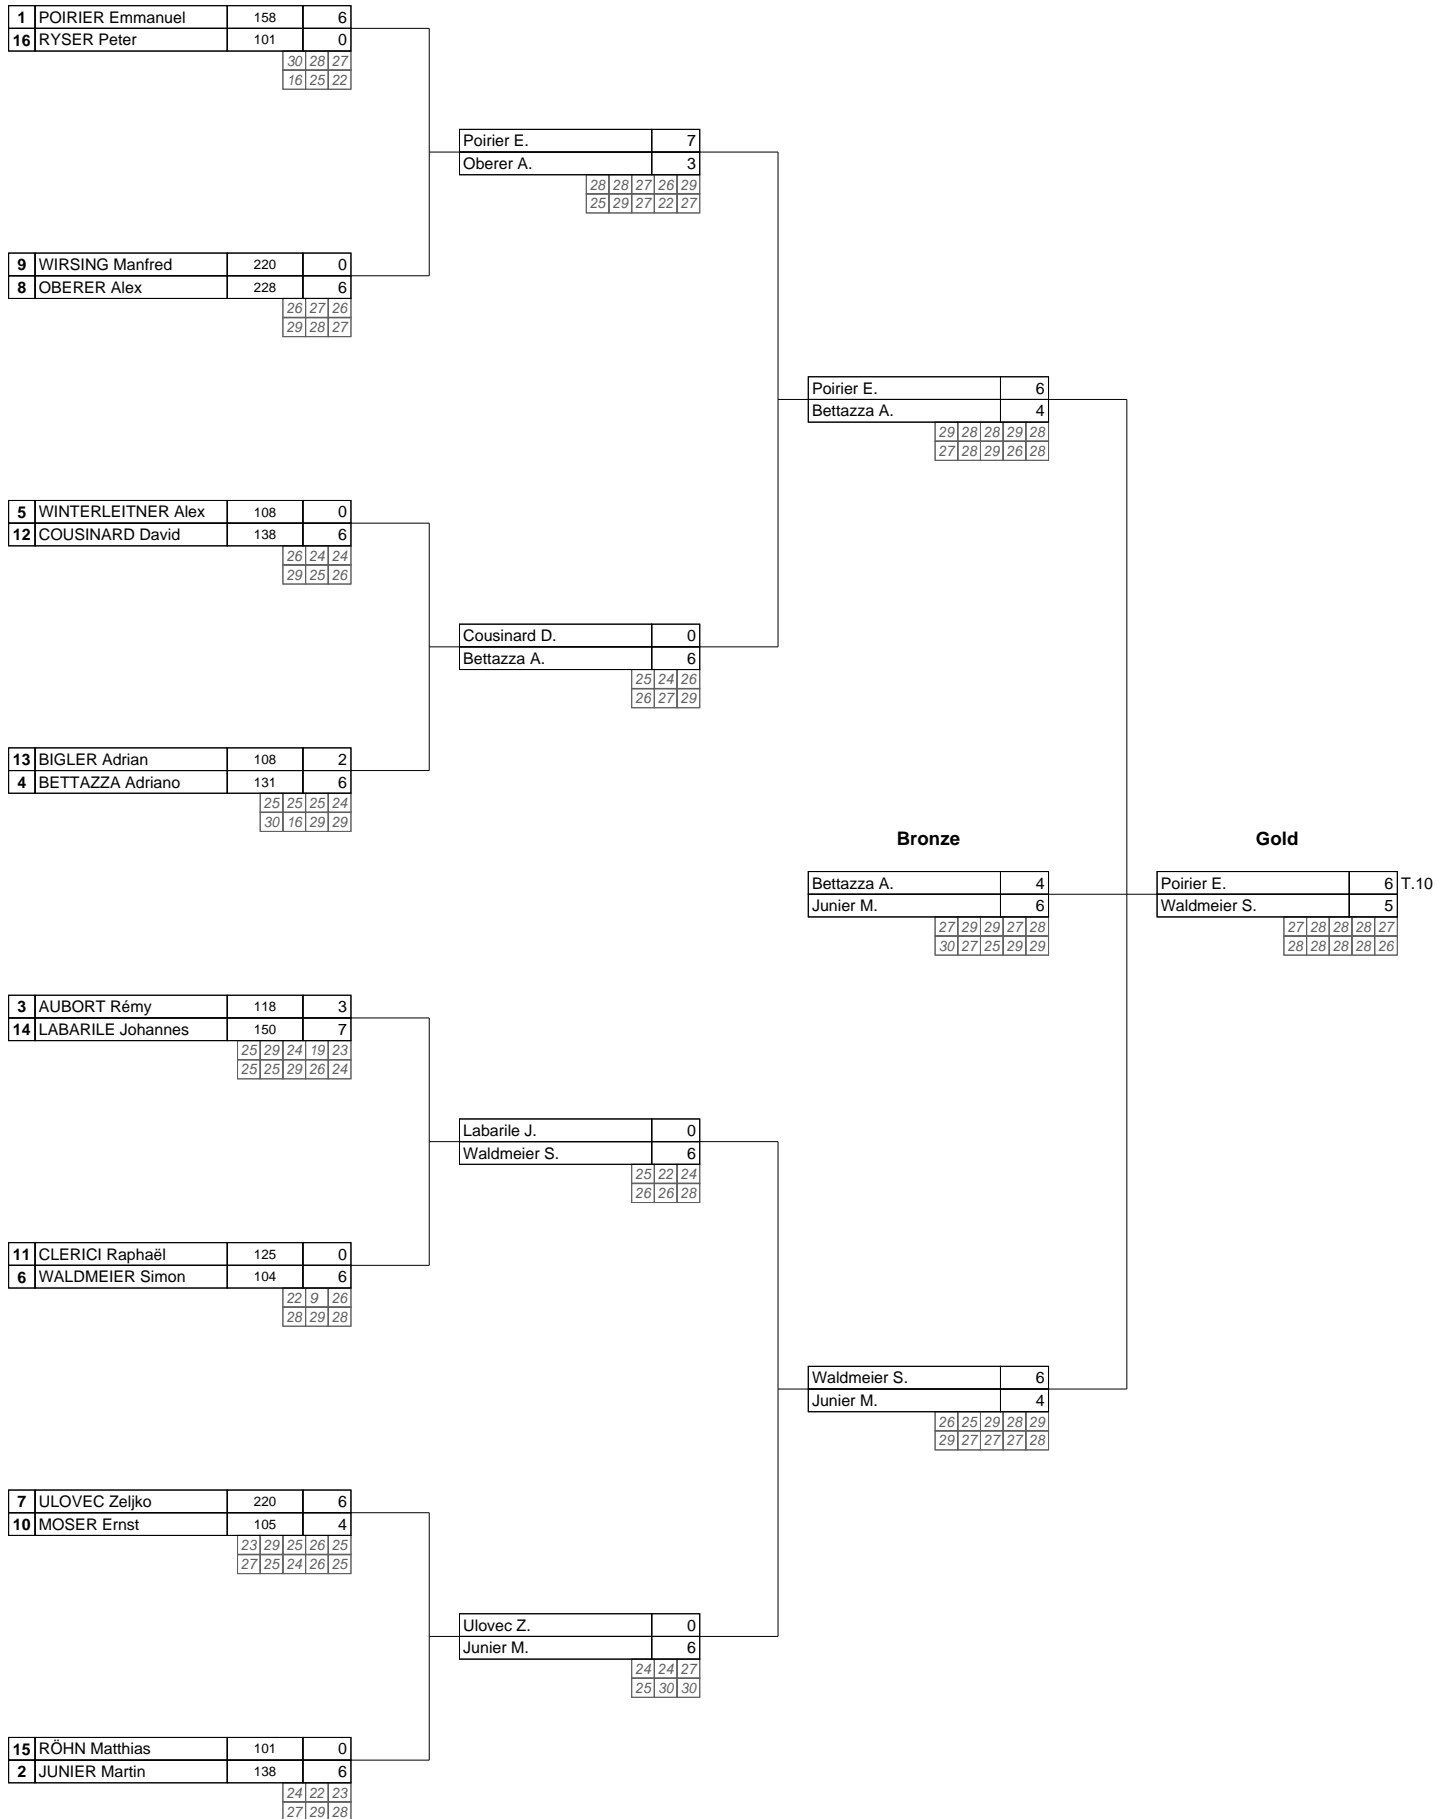 1 POIRIER Emmanuel 158 6
16 RYSER Peter 101 0
30 28 27
16 25 22
Poirier E. 7
Oberer A. 3
28 28 27 26 29
25 29 27 22 27
9 WIRSING Manfred 220 0
8 OBERER Alex 228 6
26 27 26
29 28 27
Poirier E. 6
Bettazza A. 4
29 28 28 29 28
27 28 29 26 28
5 WINTERLEITNER Alex 108 0
12 COUSINARD David 138 6
26 24 24
29 25 26
Cousinard D. 0
Bettazza A. 6
25 24 26
26 27 29
13 BIGLER Adrian 108 2
4 BETTAZZA Adriano 131 6
25 25 25 24
30 16 29 29
Bronze Gold
Bettazza A. 4 Poirier E. 6 T.10
Junier M. 6 Waldmeier S. 5
27 29 29 27 28 27 28 28 28 27
30 27 25 29 29 28 28 28 28 26
3 AUBORT Rémy 118 3
14 LABARILE Johannes 150 7
25 29 24 19 23
25 25 29 26 24
Labarile J. 0
Waldmeier S. 6
25 22 24
26 26 28
11 CLERICI Raphaël 125 0
6 WALDMEIER Simon 104 6
22 9 26
28 29 28
Waldmeier S. 6
Junier M. 4
26 25 29 28 29
29 27 27 27 28
7 ULOVEC Zeljko 220 6
10 MOSER Ernst 105 4
23 29 25 26 25
27 25 24 26 25
Ulovec Z. 0
Junier M. 6
24 24 27
25 30 30
15 RÖHN Matthias 101 0
2 JUNIER Martin 138 6
24 22 23
27 29 28